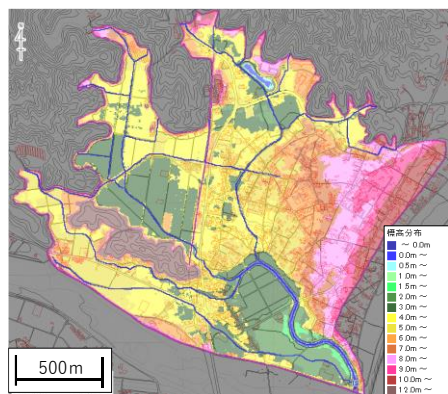 標高分布
～ 0.0m
0.0m ～
0.5m ～
1.0m ～
1.5m ～
2.0m ～
3.0m ～
4.0m ～
5.0m ～
6.0m ～
7.0m ～
8.0m ～
9.0m ～
10.0m ～
12.0m ～
500m